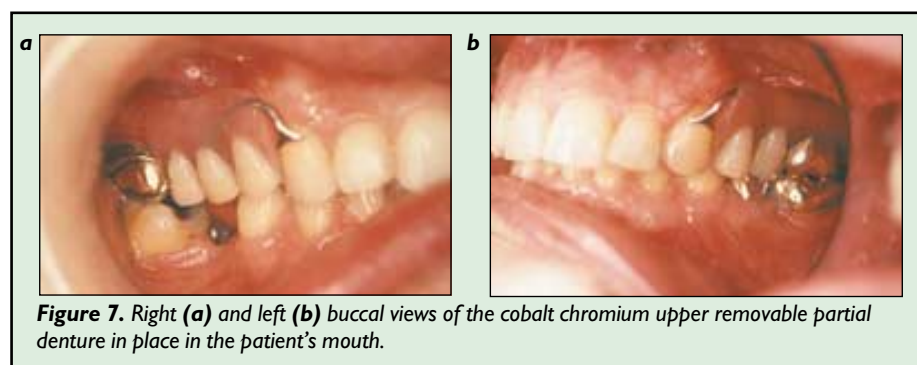 a
b
Figure 7. Right (a) and left (b) buccal views of the cobalt chromium upper removable partial
denture in place in the patient's mouth.